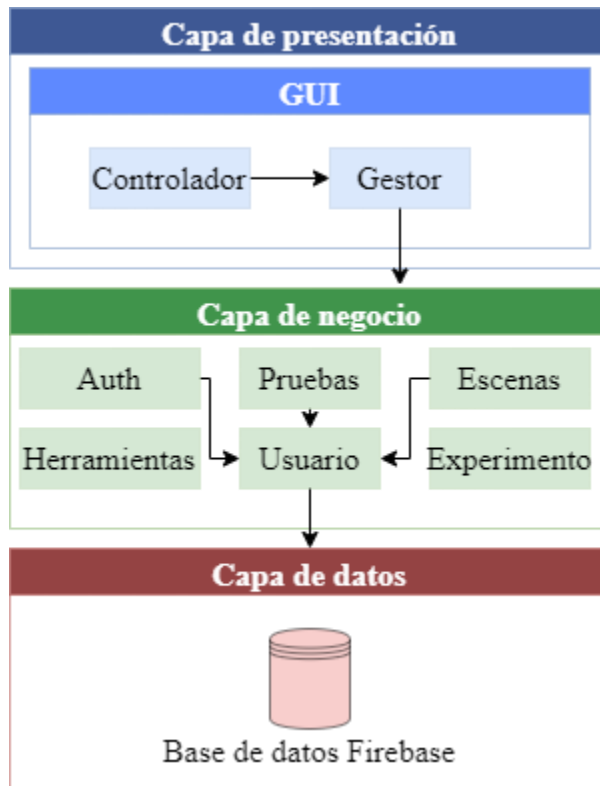 Capa de presentación
GUI
Controlador
Gestor
Capa de negocio
Auth
Pruebas
Escenas
Herramientas
Usuario
Experimento
Capa de datos
Base de datos Firebase